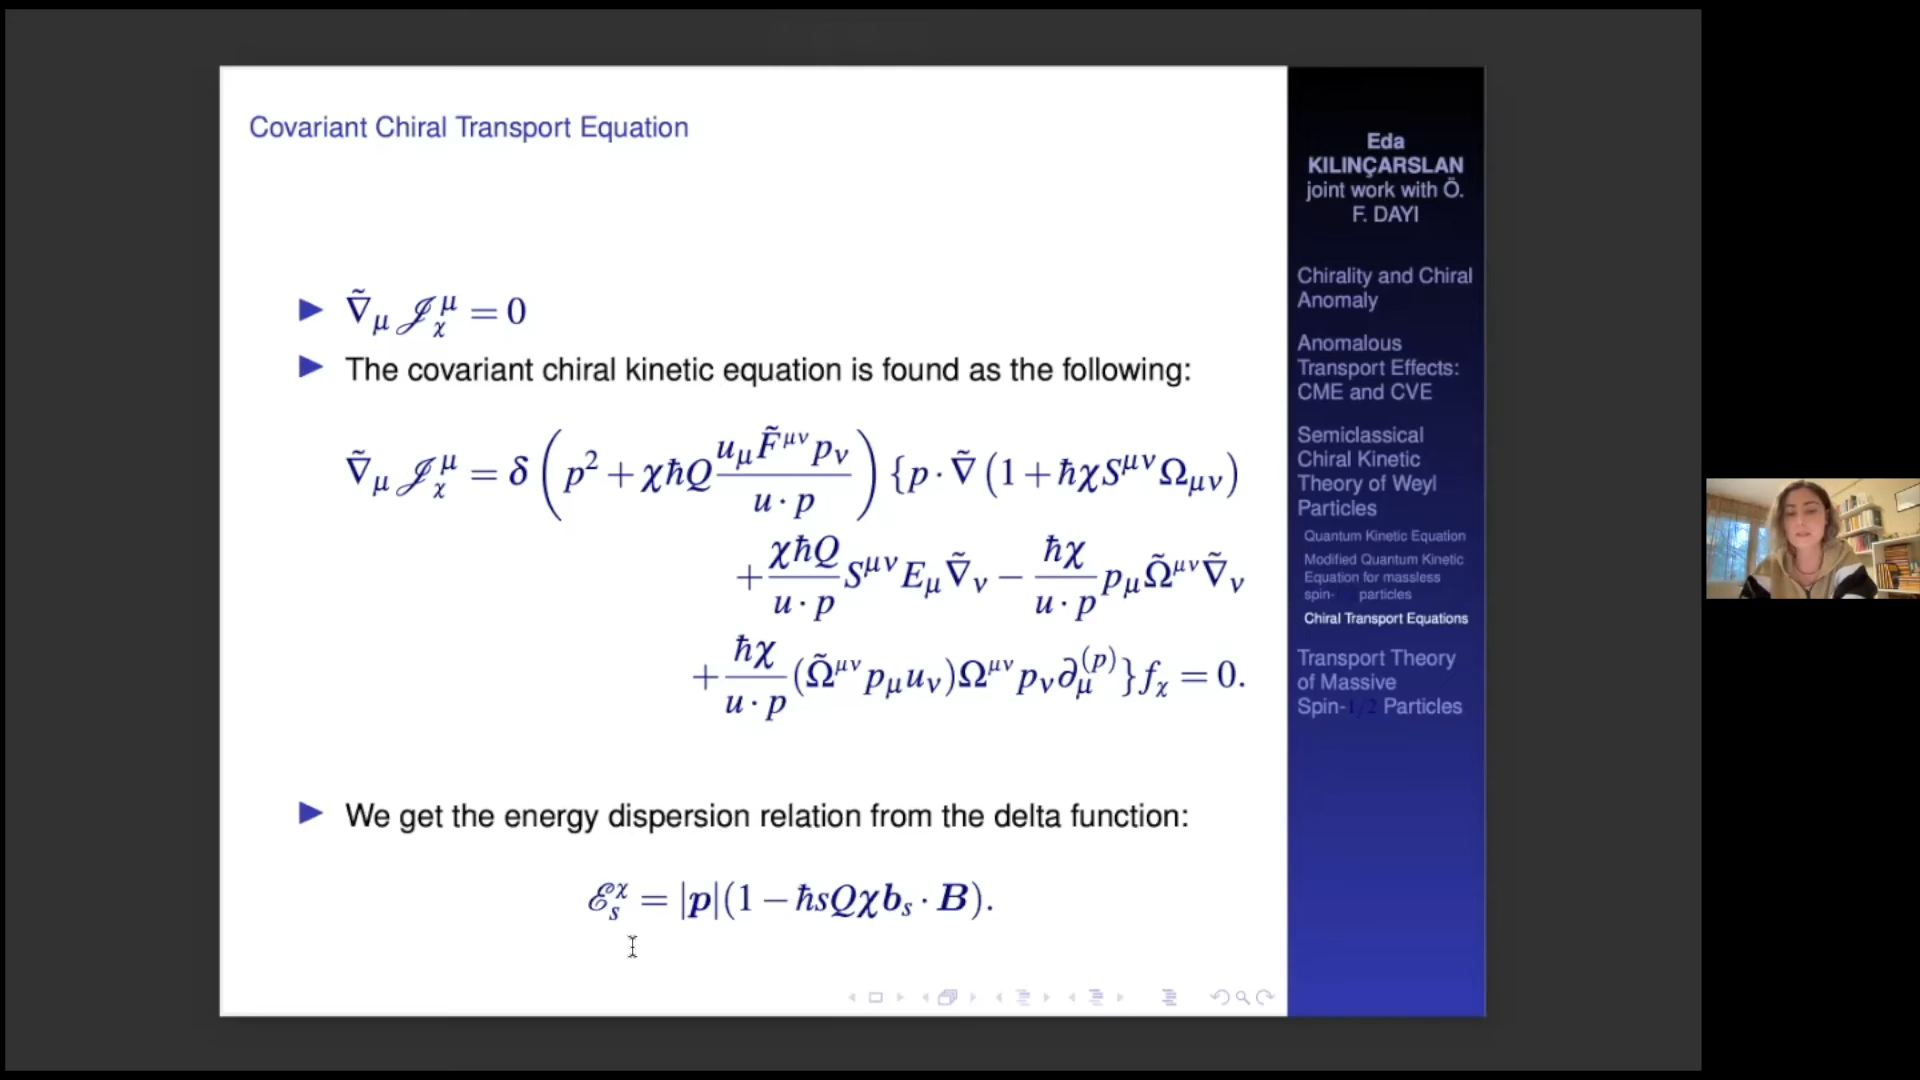 Covariant Chiral Transport Equation
▶ ∇̃_μ 𝒥^μ_χ = 0
▶ The covariant chiral kinetic equation is found as the following:
∇̃_μ 𝒥^μ_χ = δ ( p² + χħQ (u_μ F̃^{μν} p_ν)/(u · p) ) {p · ∇̃ (1 + ħχS^{μν}Ω_{μν})
+ (χħQ)/(u · p) S^{μν}E_μ∇̃_ν − (ħχ)/(u · p) p_μΩ̃^{μν}∇̃_ν
+ (ħχ)/(u · p) (Ω̃^{μν}p_μu_ν)Ω^{μν}p_ν∂_μ^{(p)}}f_χ = 0.
▶ We get the energy dispersion relation from the delta function:
ℰ_s^χ = |p|(1 − ħsQχb_s · B).
Eda
KILINÇARSLAN
joint work with Ö.
F. DAYI
Chirality and Chiral
Anomaly
Anomalous
Transport Effects:
CME and CVE
Semiclassical
Chiral Kinetic
Theory of Weyl
Particles
Quantum Kinetic Equation
Modified Quantum Kinetic
Equation for massless
spin- particles
Chiral Transport Equations
Transport Theory
of Massive
Spin-1/2 Particles